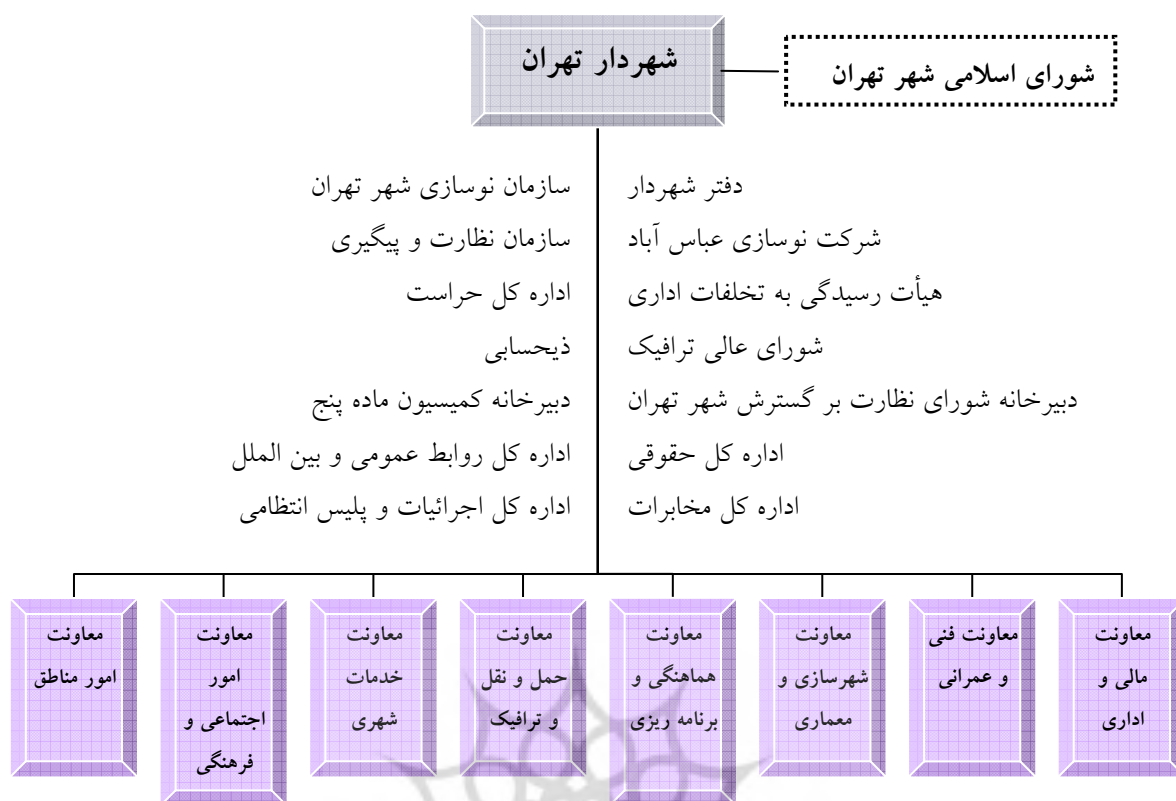 شهردار تهران
شورای اسلامی شهر تهران
دفتر شهردار
سازمان نوسازی شهر تهران
شرکت نوسازی عباس آباد
سازمان نظارت و پیگیری
هیأت رسیدگی به تخلفات اداری
اداره کل حراست
شورای عالی ترافیک
ذیحسابی
دبیرخانه شورای نظارت بر گسترش شهر تهران
دبیرخانه کمیسیون ماده پنج
اداره کل حقوقی
اداره کل روابط عمومی و بین الملل
اداره کل مخابرات
اداره کل اجرائیات و پلیس انتظامی
معاونت
مالی و
اداری
معاونت فنی
و عمرانی
معاونت
شهرسازی و
معماری
معاونت
هماهنگی و
برنامه ریزی
معاونت
حمل و نقل
و ترافیک
معاونت
خدمات
شهری
معاونت
امور
اجتماعی و
فرهنگی
معاونت
امور مناطق